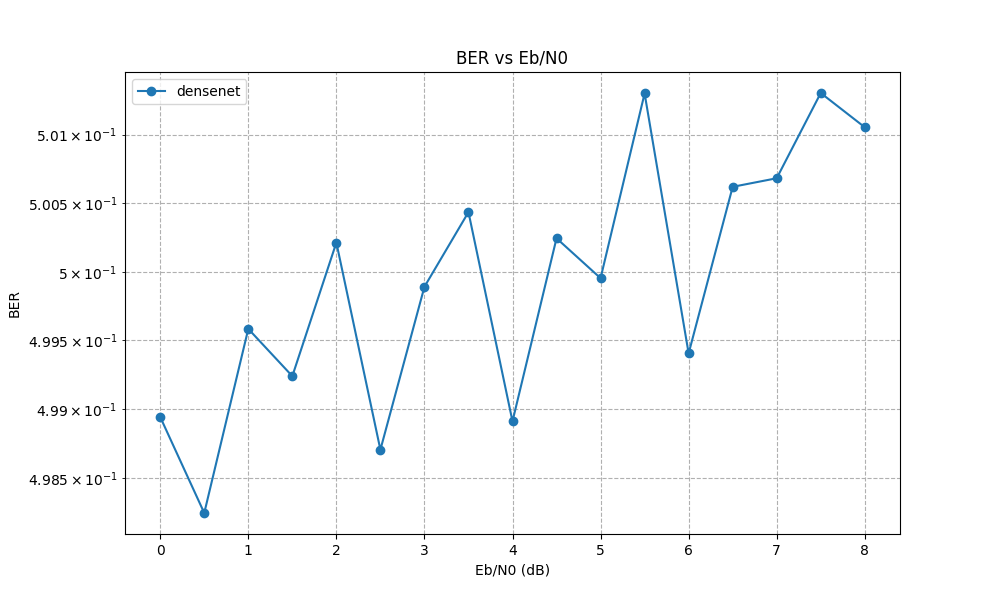 BER vs Eb/N0
densenet
BER
5.01 × 10⁻¹
5.005 × 10⁻¹
5 × 10⁻¹
4.995 × 10⁻¹
4.99 × 10⁻¹
4.985 × 10⁻¹
0 1 2 3 4 5 6 7 8
Eb/N0 (dB)